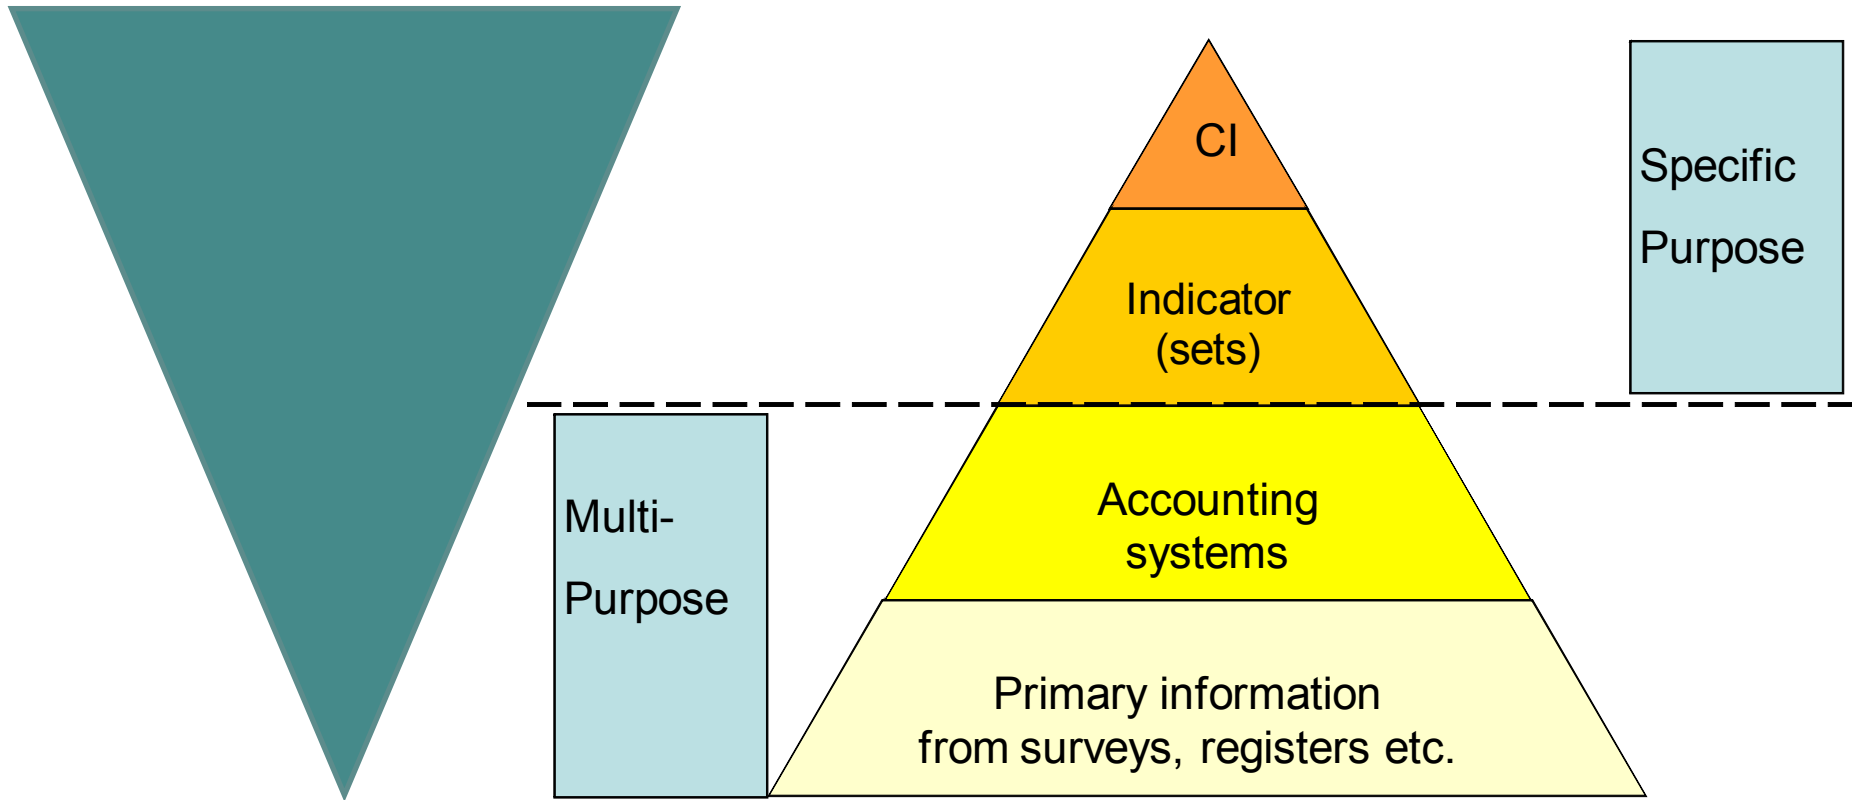 CI
Specific
Purpose
Indicator
(sets)
Multi-
Purpose
Accounting
systems
Primary information
from surveys, registers etc.